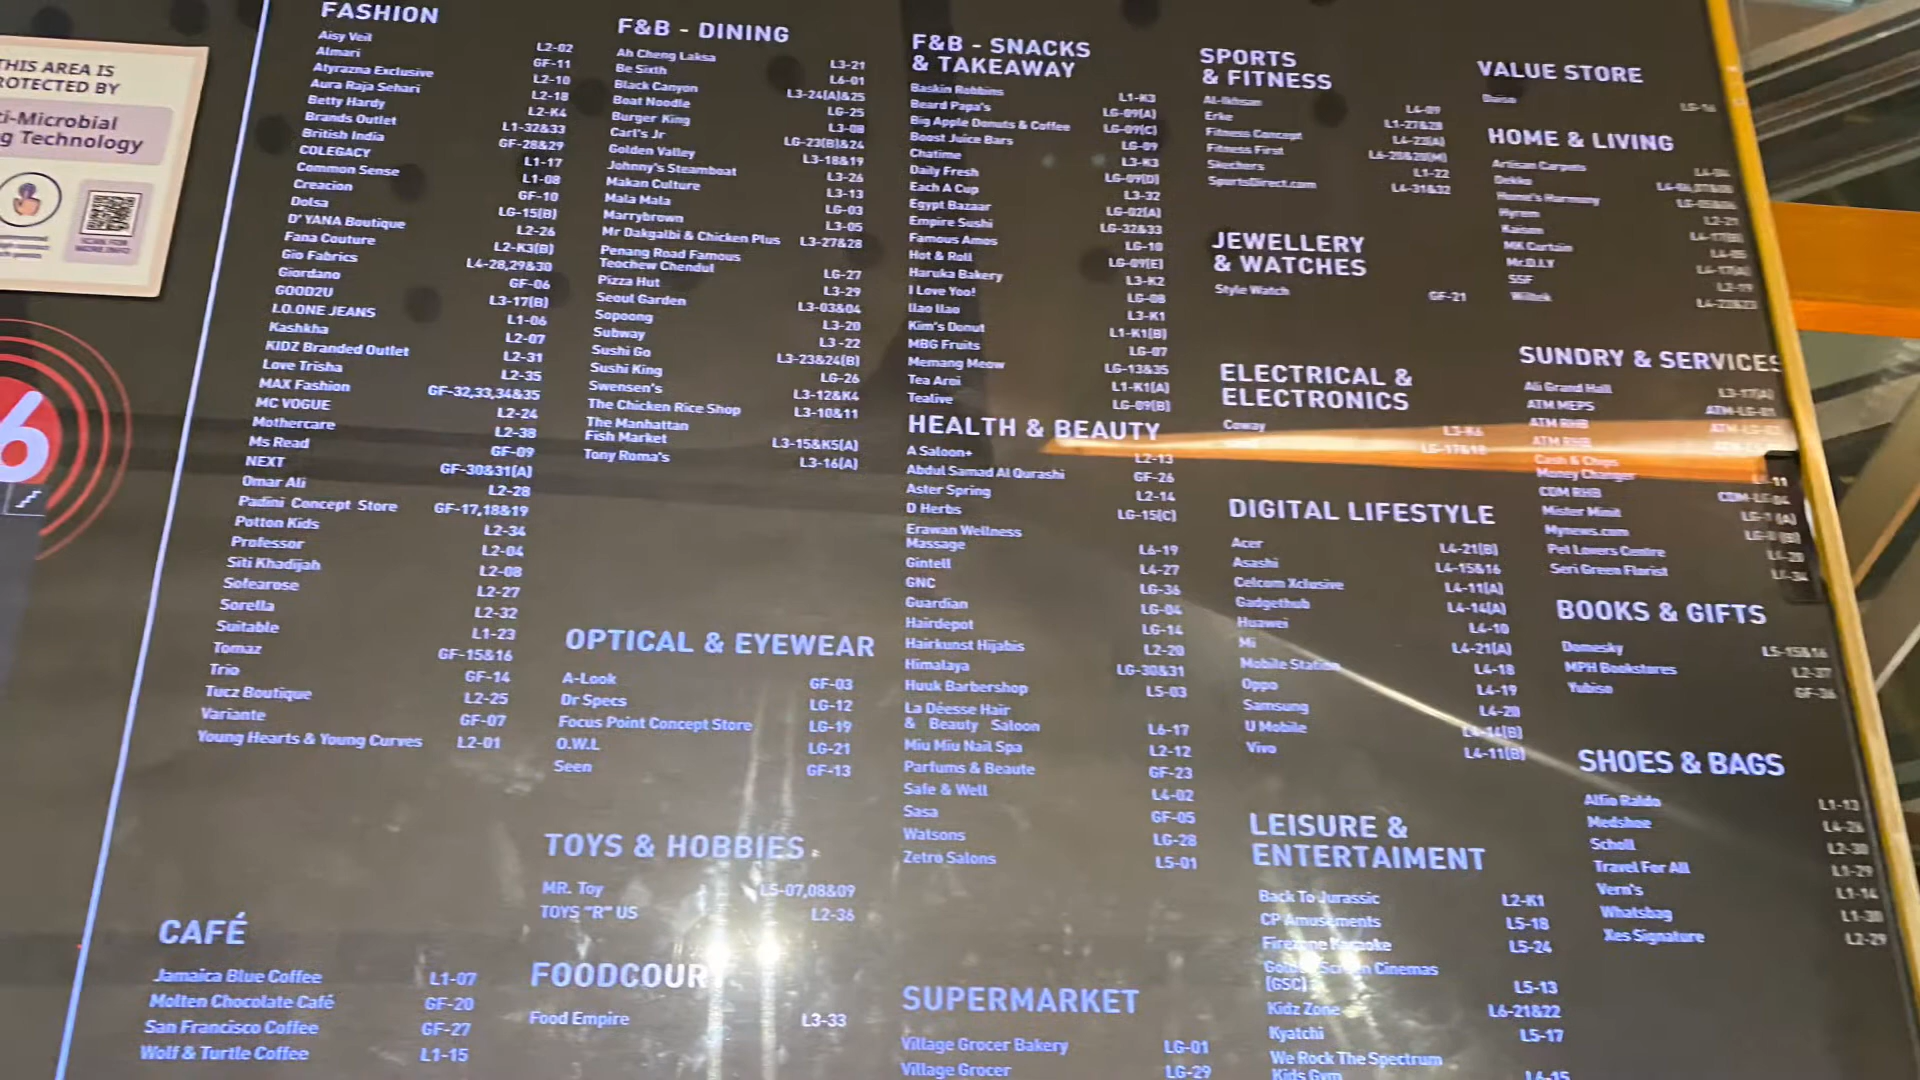 THIS AREA IS
ROTECTED BY
ti-Microbial
g Technology
6
FASHION
Aisy Veil L2-02
Almari GF-11
Atyrazna Exclusive L2-10
Aura Raja Sehari L2-18
Betty Hardy L2-K4
Brands Outlet L1-32&33
British India GF-28&29
COLEGACY L1-17
Common Sense L1-08
Creacion GF-10
Dolsa LG-15(B)
D'YANA Boutique L2-26
Fana Couture L2-K3(B)
Gio Fabrics L4-28,29&30
Giordano GF-06
GOOD2U L3-17(B)
I.O.ONE JEANS L1-06
Kashkha L2-07
KIDZ Branded Outlet L2-31
Love Trisha L2-35
MAX Fashion GF-32,33,34&35
MC VOGUE L2-24
Mothercare L2-38
Ms Read GF-09
NEXT GF-30&31(A)
Omar Ali L2-28
Padini Concept Store GF-17,18&19
Potton Kids L2-34
Professor L2-04
Siti Khadijah L2-08
Sofearose L2-27
Sorella L2-32
Suitable L1-23
Tomaz GF-15&16
Trio GF-14
Tucz Boutique L2-25
Variante GF-07
Young Hearts & Young Curves L2-01
CAFÉ
Jamaica Blue Coffee L1-07
Molten Chocolate Café GF-20
San Francisco Coffee GF-27
Wolf & Turtle Coffee L1-15
F&B - DINING
Ah Cheng Laksa L3-21
Be Sixth L6-01
Black Canyon L3-24(A)&25
Boat Noodle LG-25
Burger King L3-08
Carl's Jr LG-23(B)&24
Golden Valley L3-18&19
Johnny's Steamboat L3-26
Makan Culture L3-13
Mala Mala LG-03
Marrybrown L3-05
Mr Dakgalbi & Chicken Plus L3-27&28
Penang Road Famous
Teochew Chendul LG-27
Pizza Hut L3-29
Seoul Garden L3-03&04
Sopoong L3-20
Subway L3-22
Sushi Go L3-23&24(B)
Sushi King LG-26
Swensen's L3-12&K4
The Chicken Rice Shop L3-10&11
The Manhattan
Fish Market L3-15&K5(A)
Tony Roma's L3-16(A)
OPTICAL & EYEWEAR
A-Look GF-03
Dr Specs LG-12
Focus Point Concept Store LG-19
O.W.L LG-21
Seen GF-13
TOYS & HOBBIES
MR. Toy L5-07,08&09
TOYS "R" US L2-36
FOODCOUR
Food Empire L3-33
F&B - SNACKS
& TAKEAWAY
Baskin Robbins L1-K3
Beard Papa's LG-09(A)
Big Apple Donuts & Coffee LG-09(C)
Boost Juice Bars LG-09
Chatime L3-K3
Daily Fresh LG-09(D)
Each A Cup L3-32
Egypt Bazaar LG-02(A)
Empire Sushi LG-32&33
Famous Amos LG-10
Hot & Roll LG-09(E)
Haruka Bakery L3-K2
I Love Yoo! LG-08
llao llao L3-K1
Kim's Donut L1-K1(B)
MBG Fruits LG-07
Memang Meow LG-13&35
Tea Aroi L1-K1(A)
Tealive LG-09(B)
HEALTH & BEAUTY
A Saloon+ L2-13
Abdul Samad Al Qurashi GF-26
Aster Spring L2-14
D Herbs LG-15(C)
Erawan Wellness
Massage L6-19
Gintell L4-27
GNC LG-36
Guardian LG-04
Hairdepot LG-14
Hairkunst Hijabis L2-20
Himalaya LG-30&31
Huuk Barbershop L5-03
La Déesse Hair
& Beauty Saloon L6-17
Miu Miu Nail Spa L2-12
Parfums & Beaute GF-23
Safe & Well L4-02
Sasa GF-05
Watsons LG-28
Zetro Salons L5-01
SUPERMARKET
Village Grocer Bakery LG-01
Village Grocer LG-29
SPORTS
& FITNESS
Al-Ikhsan L4-09
Erke L1-27&28
Fitness Concept L4-22(A)
Fitness First L6-20&20(M)
Skechers L1-22
SportsDirect.com L4-31&32
JEWELLERY
& WATCHES
Style Watch GF-21
ELECTRICAL &
ELECTRONICS
Coway L3-K6
LG-17&18
DIGITAL LIFESTYLE
Acer L4-21(B)
Asashi L4-15&16
Celcom Xclusive L4-11(A)
Gadgethub L4-14(A)
Huawei L4-10
Mi L4-21(A)
Mobile Station L4-18
Oppo L4-19
Samsung L4-20
U Mobile L4-14(B)
Vivo L4-11(B)
LEISURE &
ENTERTAIMENT
Back To Jurassic L2-K1
CP Amusements L5-18
Firezone Karaoke L5-24
Golden Screen Cinemas
(GSC) L5-13
Kidz Zone L6-21&22
Kyatchi L5-17
We Rock The Spectrum
Kids Gym L6-15
VALUE STORE
Daiso LG-16
HOME & LIVING
Artisan Carpets
Dekko
Home's Harmony
Hyrem L2-21
Kaison L4-17(B)
MK Curtain
Mr.D.I.Y L4-17(A)
SSF L2-19
Willtek L4-22&23
SUNDRY & SERVICES
Ali Grand Hall L3-17(A)
ATM MEPS ATM-LG-01
ATM RHB
ATM RHB
Cash & Chips
Money Changer
CDM RHB
Mister Minit
Mynews.com
Pet Lovers Centre
Seri Green Florist
BOOKS & GIFTS
Domesky L5-15&16
MPH Bookstores L2-37
Yubiso GF-36
SHOES & BAGS
Alfio Raldo L1-13
Medshoe L4-26
Scholl L2-30
Travel For All L1-29
Vern's L1-14
Whatsbag L1-30
Xes Signature L2-29